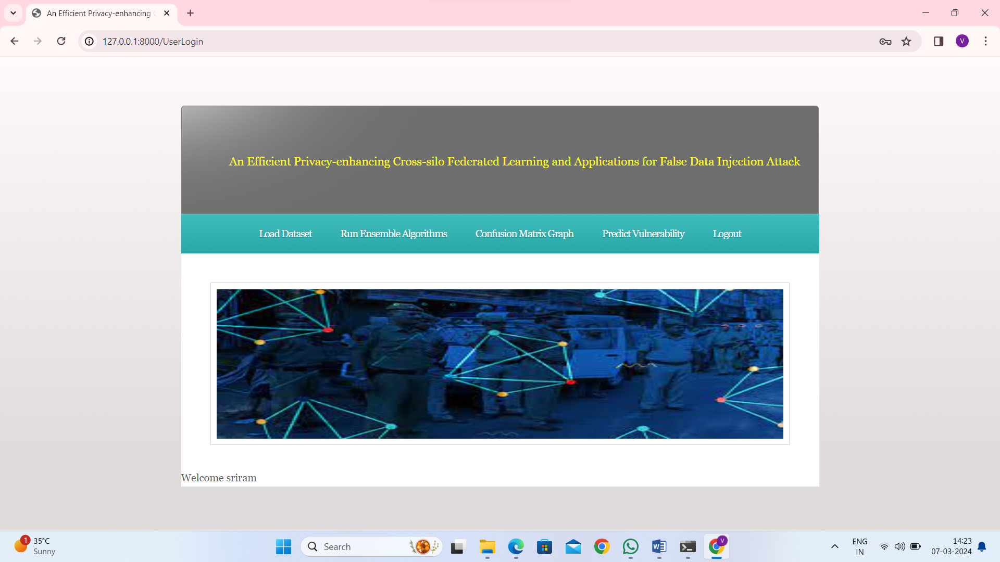 An Efficient Privacy-enhancing
127.0.0.1:8000/UserLogin
V
An Efficient Privacy-enhancing Cross-silo Federated Learning and Applications for False Data Injection Attack
Load Dataset Run Ensemble Algorithms Confusion Matrix Graph Predict Vulnerability Logout
Welcome sriram
1
35°C
Sunny
Search
W
V
ENG
IN
14:23
07-03-2024